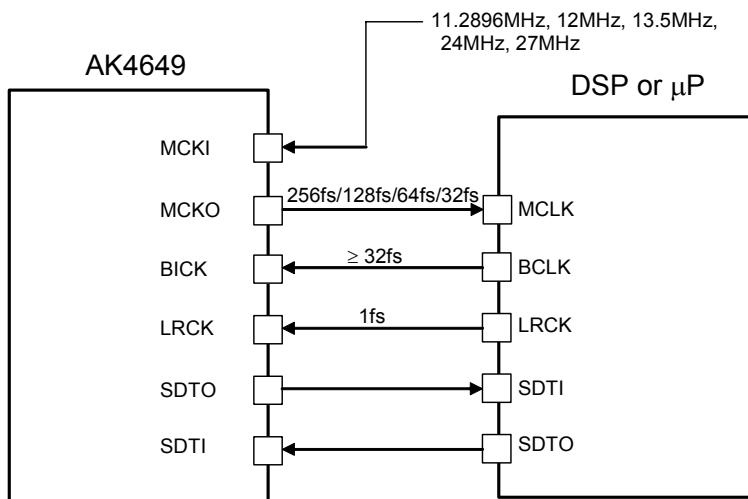 11.2896MHz, 12MHz, 13.5MHz,
24MHz, 27MHz
AK4649
DSP or μP
MCKI
MCKO
256fs/128fs/64fs/32fs
MCLK
BICK
≥ 32fs
BCLK
LRCK
1fs
LRCK
SDTO
SDTI
SDTI
SDTO